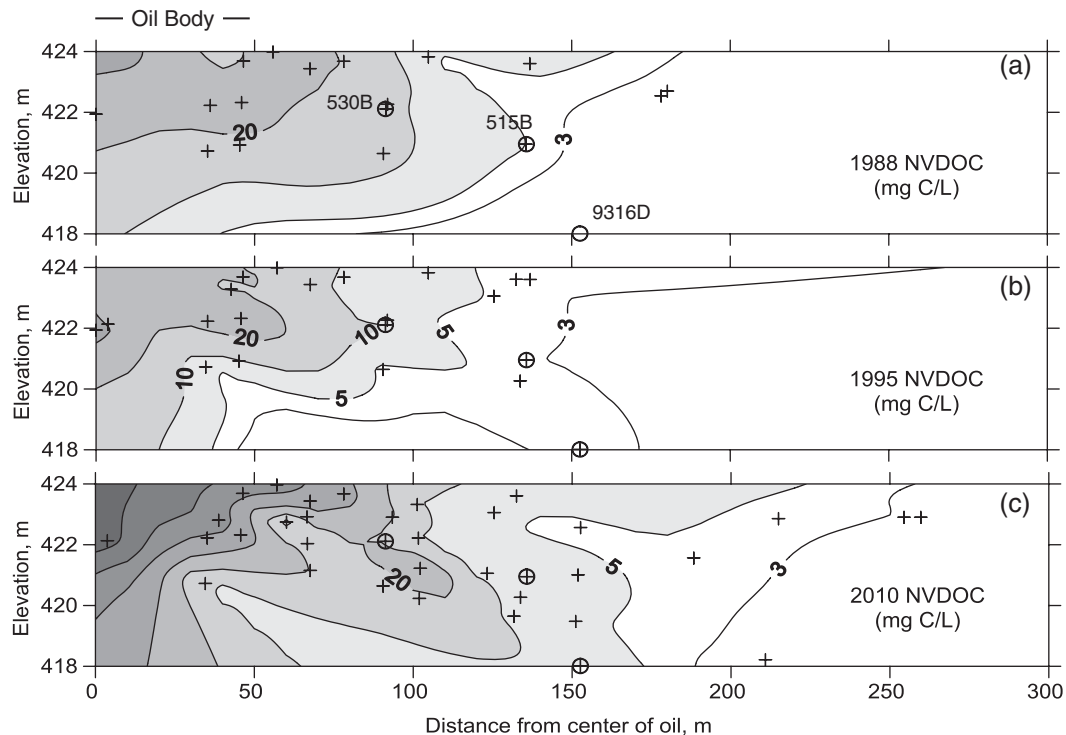 Oil Body
424
422
420
418
Elevation, m
(a)
530B
20
515B
3
9316D
1988 NVDOC
(mg C/L)
424
422
420
418
Elevation, m
(b)
20
10
10
5
5
3
1995 NVDOC
(mg C/L)
424
422
420
418
Elevation, m
(c)
20
5
3
2010 NVDOC
(mg C/L)
0 50 100 150 200 250 300
Distance from center of oil, m